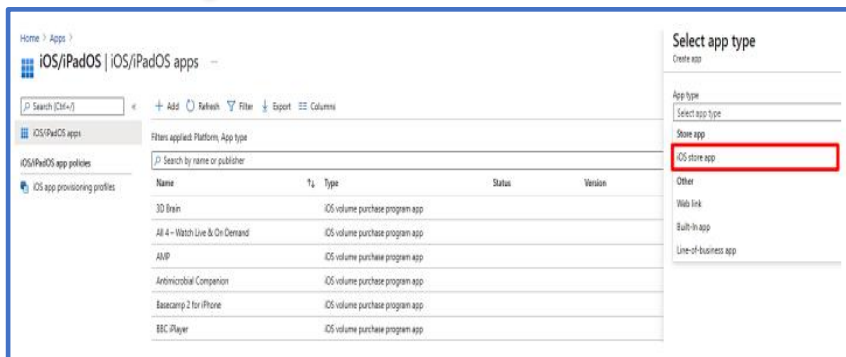 Home > Apps >
iOS/iPadOS | iOS/iPadOS apps ...
Search (Ctrl+/) «
iOS/iPadOS apps
iOS/iPadOS app policies
iOS app provisioning profiles
+ Add Refresh Filter Export Columns
Filters applied: Platform, App type
Search by name or publisher
Name ↑↓ Type Status Version
3D Brain iOS volume purchase program app
All 4 – Watch Live & On Demand iOS volume purchase program app
AMP iOS volume purchase program app
Antimicrobial Companion iOS volume purchase program app
Basecamp 2 for iPhone iOS volume purchase program app
BBC iPlayer iOS volume purchase program app
Select app type
Create app
App type
Select app type
Store app
iOS store app
Other
Web link
Built-In app
Line-of-business app